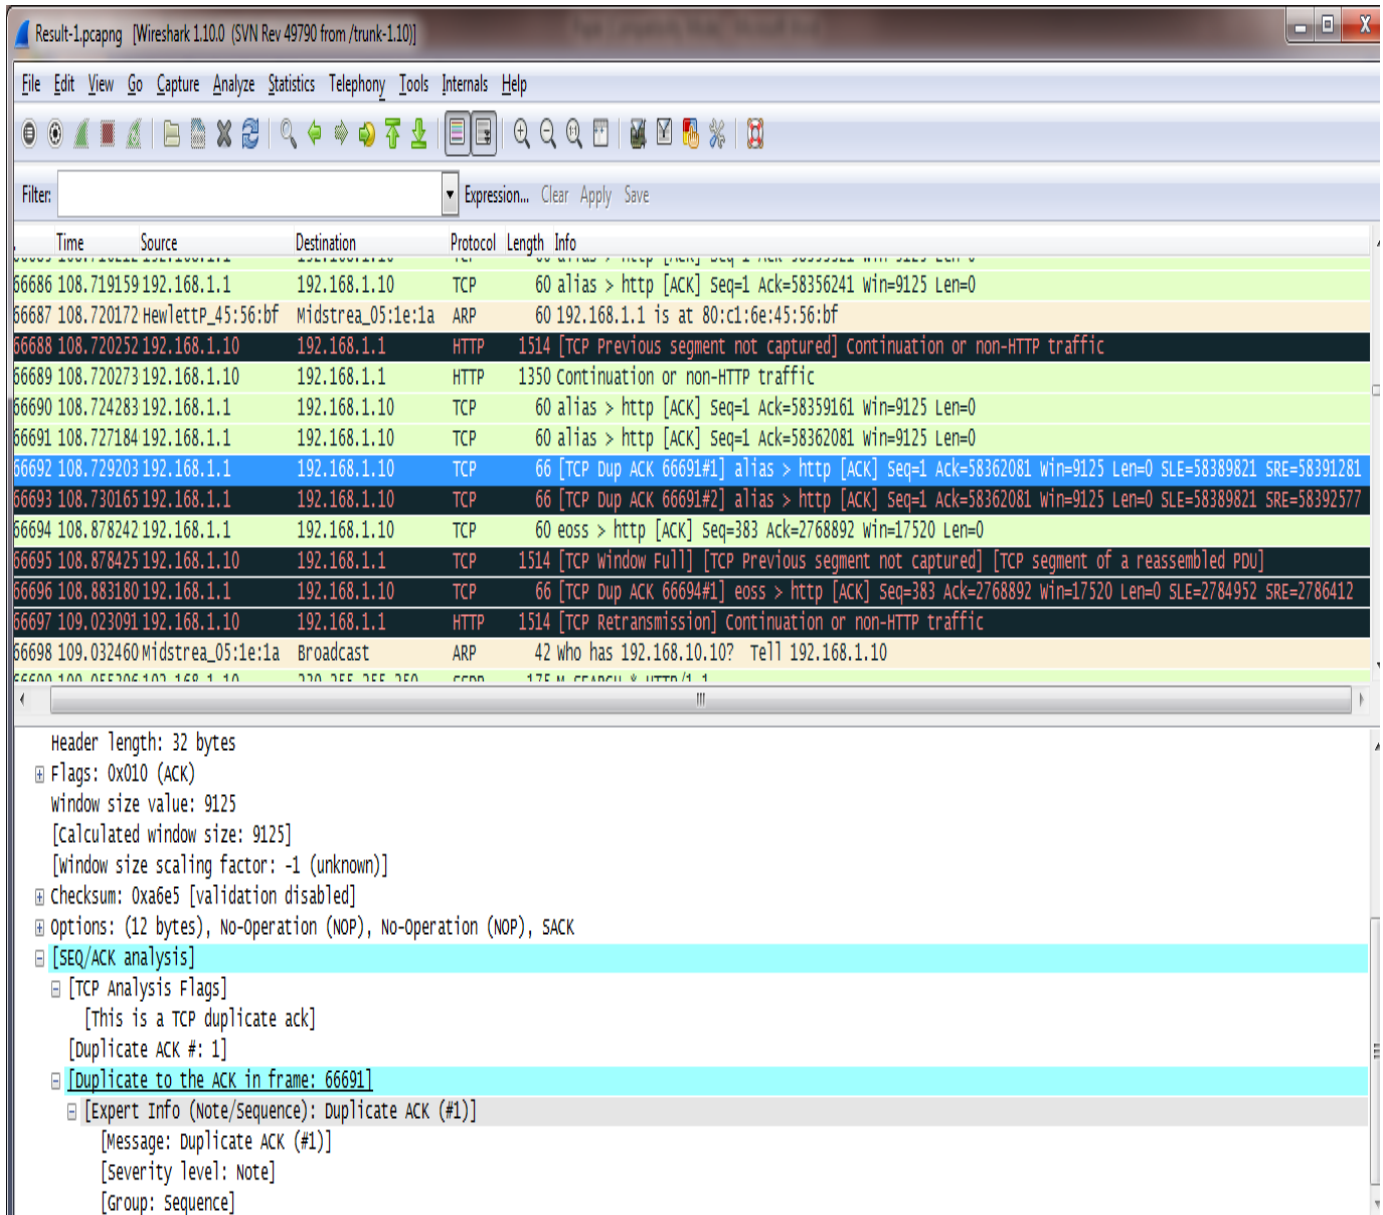 Result-1.pcapng [Wireshark 1.10.0 (SVN Rev 49790 from /trunk-1.10)]
File Edit View Go Capture Analyze Statistics Telephony Tools Internals Help
Filter: Expression... Clear Apply Save
Time Source Destination Protocol Length Info
66686 108.719159 192.168.1.1 192.168.1.10 TCP 60 alias > http [ACK] Seq=1 Ack=58356241 Win=9125 Len=0
66687 108.720172 HewlettP_45:56:bf Midstrea_05:1e:1a ARP 60 192.168.1.1 is at 80:c1:6e:45:56:bf
66688 108.720252 192.168.1.10 192.168.1.1 HTTP 1514 [TCP Previous segment not captured] Continuation or non-HTTP traffic
66689 108.720273 192.168.1.10 192.168.1.1 HTTP 1350 Continuation or non-HTTP traffic
66690 108.724283 192.168.1.1 192.168.1.10 TCP 60 alias > http [ACK] Seq=1 Ack=58359161 Win=9125 Len=0
66691 108.727184 192.168.1.1 192.168.1.10 TCP 60 alias > http [ACK] Seq=1 Ack=58362081 Win=9125 Len=0
66692 108.729203 192.168.1.1 192.168.1.10 TCP 66 [TCP Dup ACK 66691#1] alias > http [ACK] Seq=1 Ack=58362081 Win=9125 Len=0 SLE=58389821 SRE=58391281
66693 108.730165 192.168.1.1 192.168.1.10 TCP 66 [TCP Dup ACK 66691#2] alias > http [ACK] Seq=1 Ack=58362081 Win=9125 Len=0 SLE=58389821 SRE=58392577
66694 108.878242 192.168.1.1 192.168.1.10 TCP 60 eoss > http [ACK] Seq=383 Ack=2768892 Win=17520 Len=0
66695 108.878425 192.168.1.10 192.168.1.1 TCP 1514 [TCP Window Full] [TCP Previous segment not captured] [TCP segment of a reassembled PDU]
66696 108.883180 192.168.1.1 192.168.1.10 TCP 66 [TCP Dup ACK 66694#1] eoss > http [ACK] Seq=383 Ack=2768892 Win=17520 Len=0 SLE=2784952 SRE=2786412
66697 109.023091 192.168.1.10 192.168.1.1 HTTP 1514 [TCP Retransmission] Continuation or non-HTTP traffic
66698 109.032460 Midstrea_05:1e:1a Broadcast ARP 42 Who has 192.168.10.10? Tell 192.168.1.10
Header length: 32 bytes
Flags: 0x010 (ACK)
Window size value: 9125
[Calculated window size: 9125]
[Window size scaling factor: -1 (unknown)]
Checksum: 0xa6e5 [validation disabled]
Options: (12 bytes), No-Operation (NOP), No-Operation (NOP), SACK
[SEQ/ACK analysis]
[TCP Analysis Flags]
[This is a TCP duplicate ack]
[Duplicate ACK #: 1]
[Duplicate to the ACK in frame: 66691]
[Expert Info (Note/Sequence): Duplicate ACK (#1)]
[Message: Duplicate ACK (#1)]
[Severity level: Note]
[Group: Sequence]